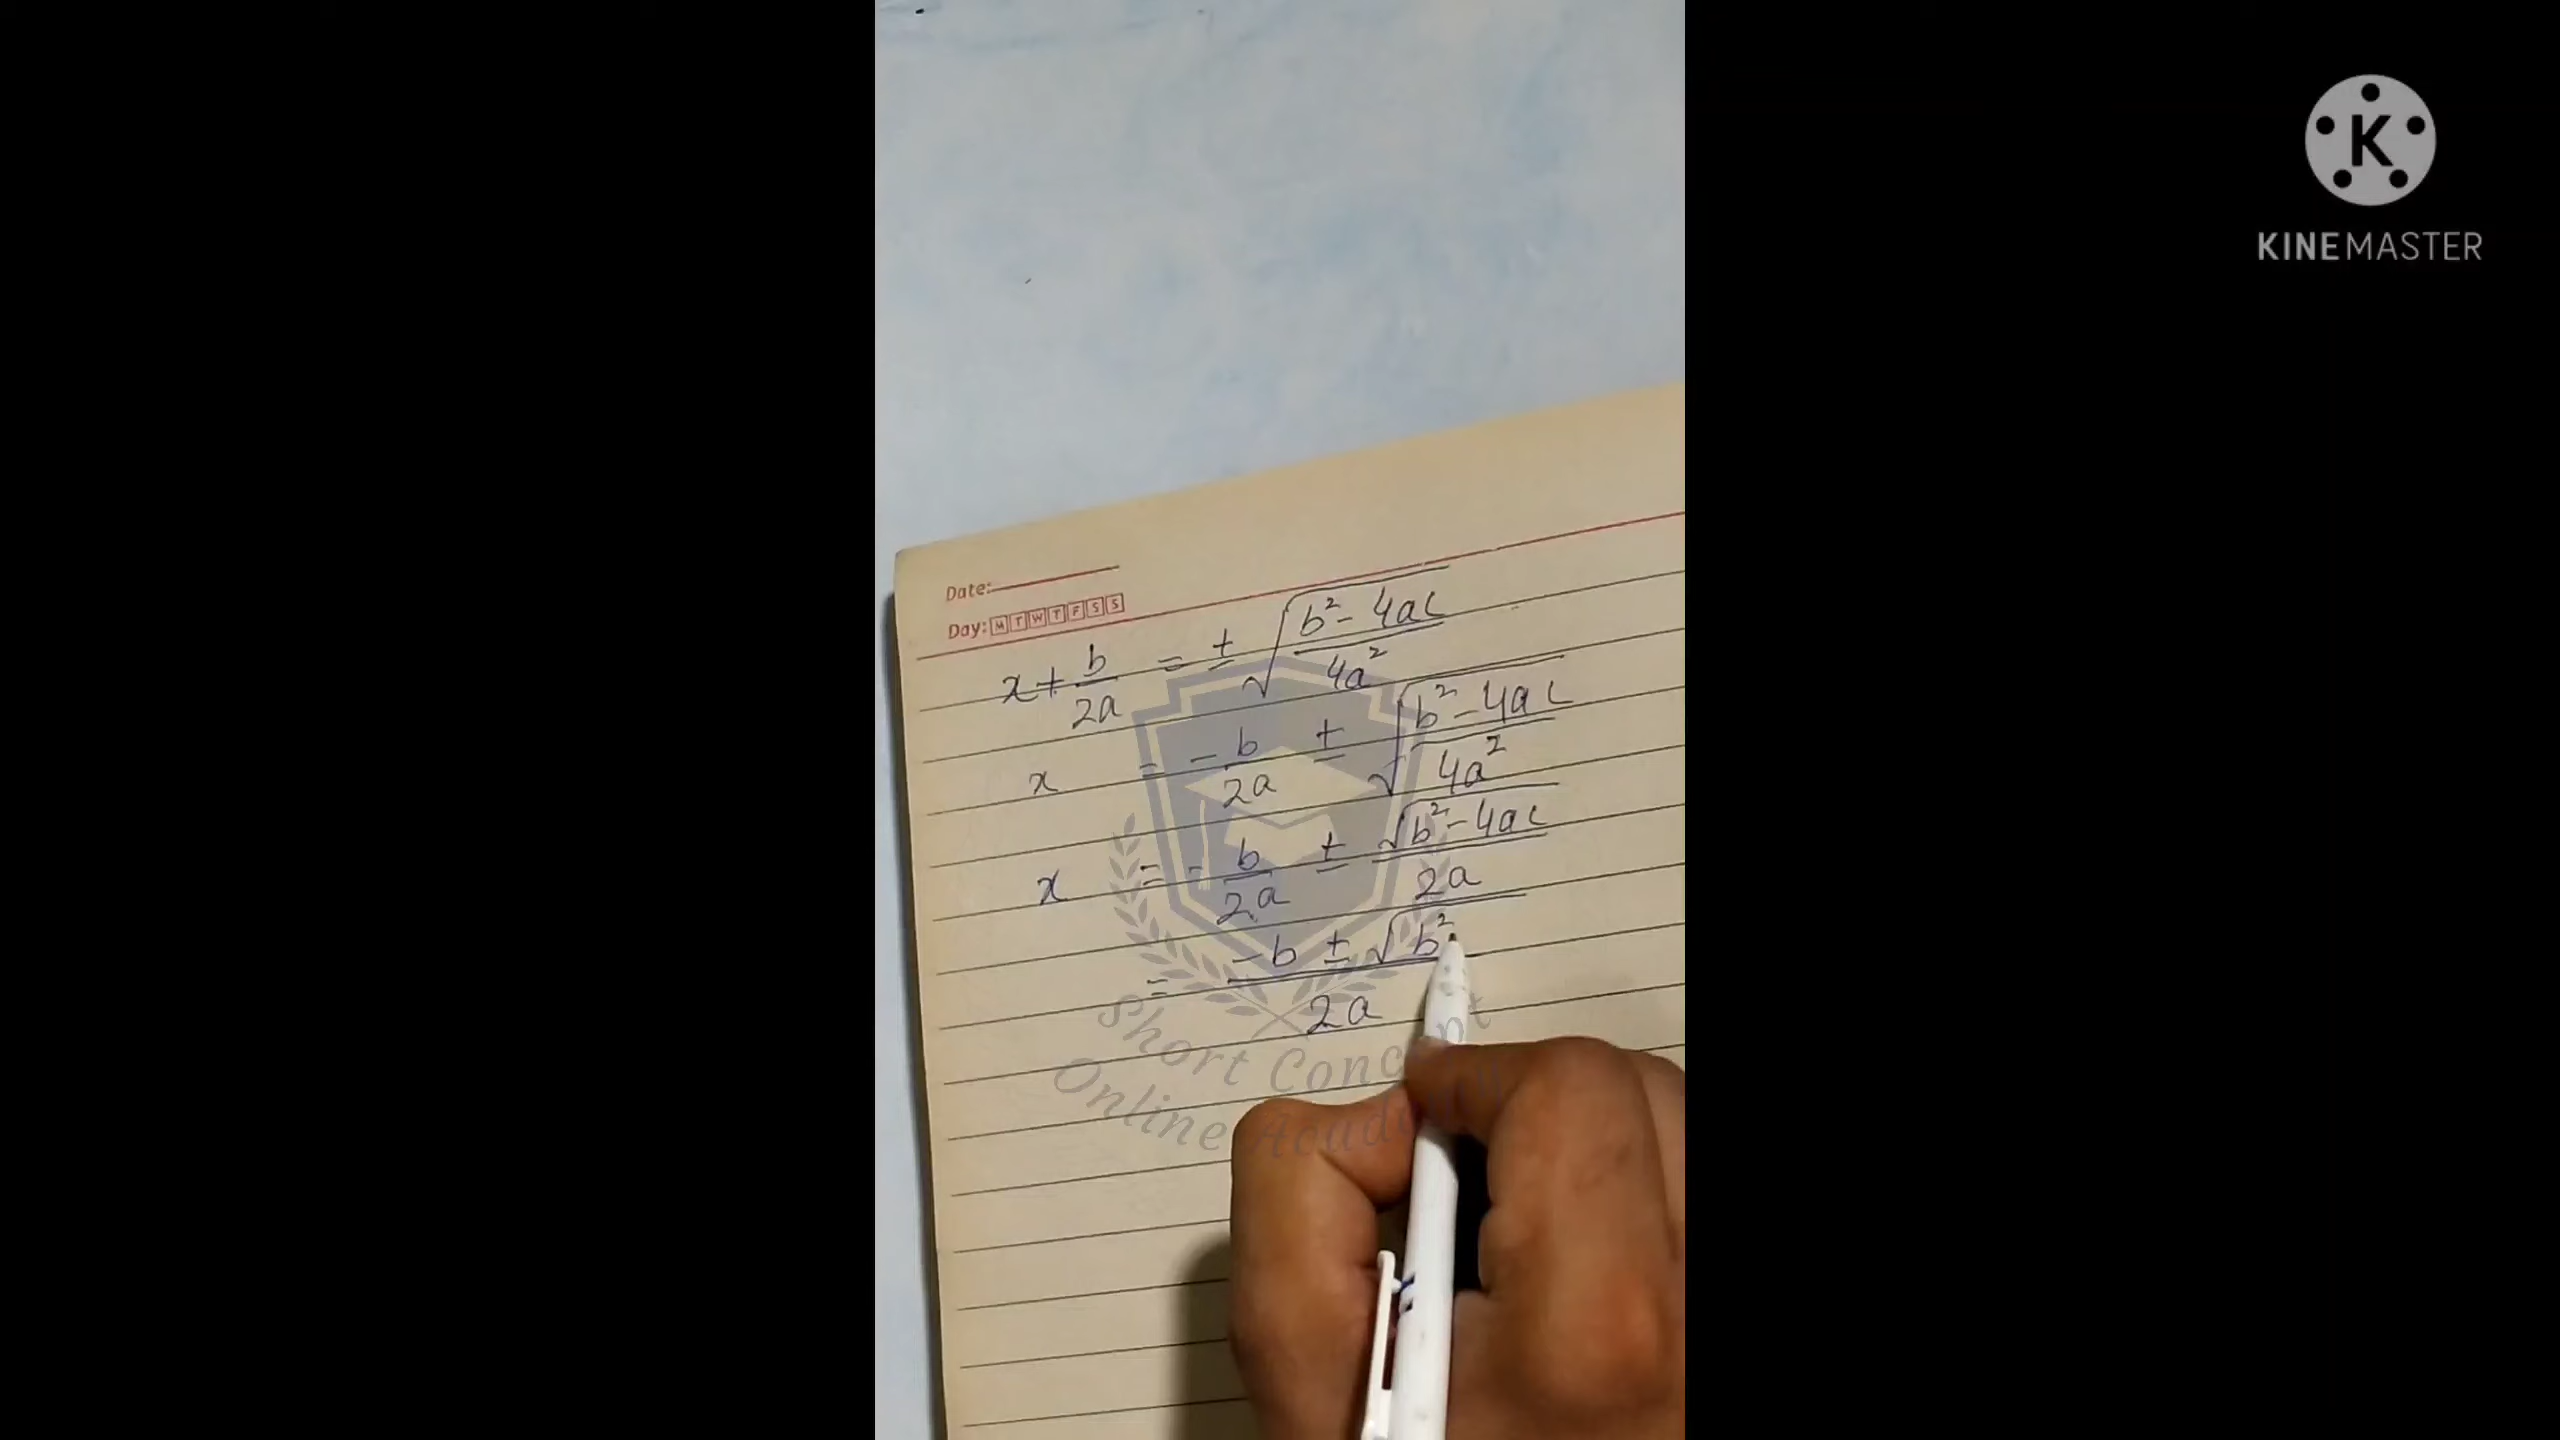 K
KINEMASTER
Date:
Day: M T W T F S S
x + b/2a = ± √(b² - 4ac / 4a²)
x = - b/2a ± √(b² - 4ac / 4a²)
x = - b/2a ± √(b² - 4ac) / 2a
= -b ± √(b² / 2a
Short Concept
Online Academy